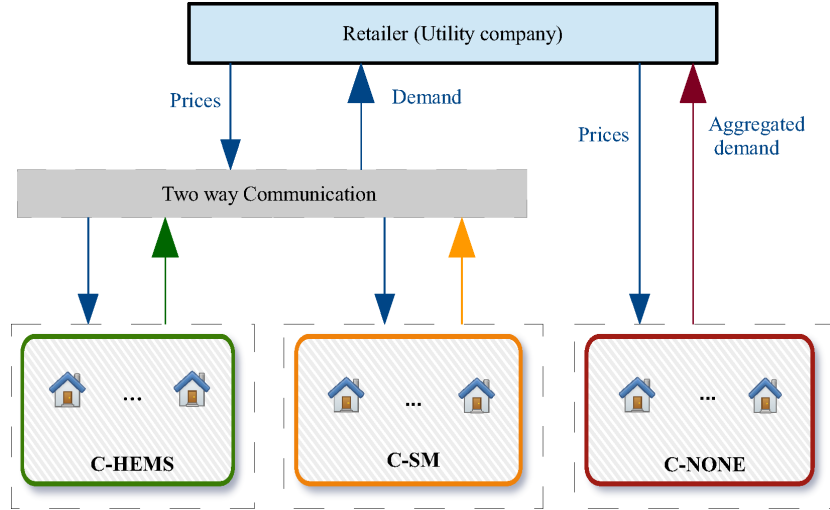 Retailer (Utility company)
Prices
Demand
Prices
Aggregated
demand
Two way Communication
...
...
...
C-HEMS
C-SM
C-NONE